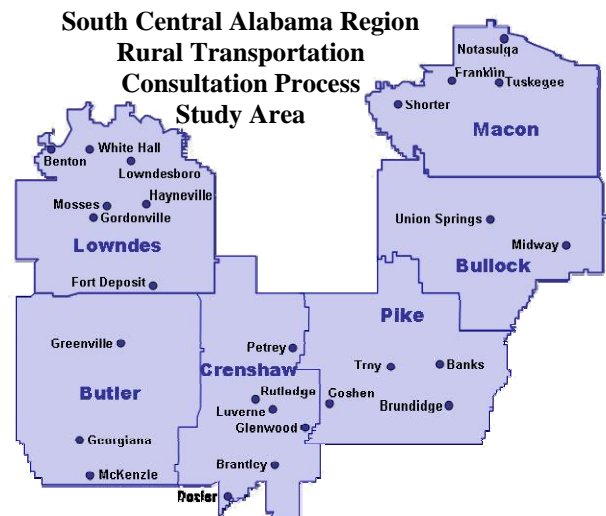 South Central Alabama Region
Rural Transportation
Consultation Process
Study Area
Notasulga
Franklin
Tuskegee
Shorter
Macon
Benton
White Hall
Lowndesboro
Mosses
Hayneville
Gordonville
Lowndes
Fort Deposit
Union Springs
Midway
Bullock
Pike
Greenville
Petrey
Troy
Banks
Crenshaw
Butler
Rutledge
Goshen
Luverne
Brundidge
Glenwood
Georgiana
Brantley
McKenzie
Dozier